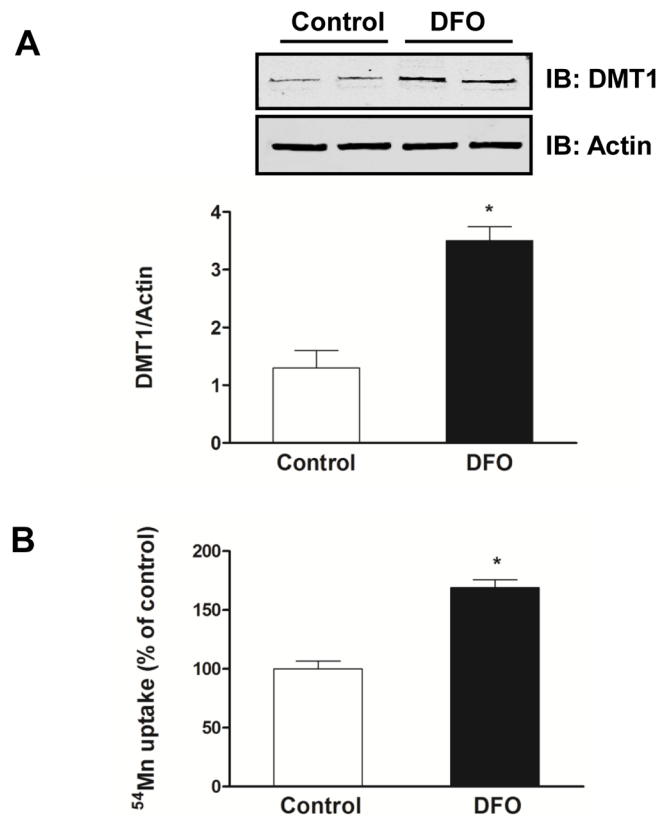 A
Control DFO
IB: DMT1
IB: Actin
DMT1/Actin
4
3
2
1
0
*
Control DFO
B
54Mn uptake (% of control)
200
150
100
50
0
*
Control DFO